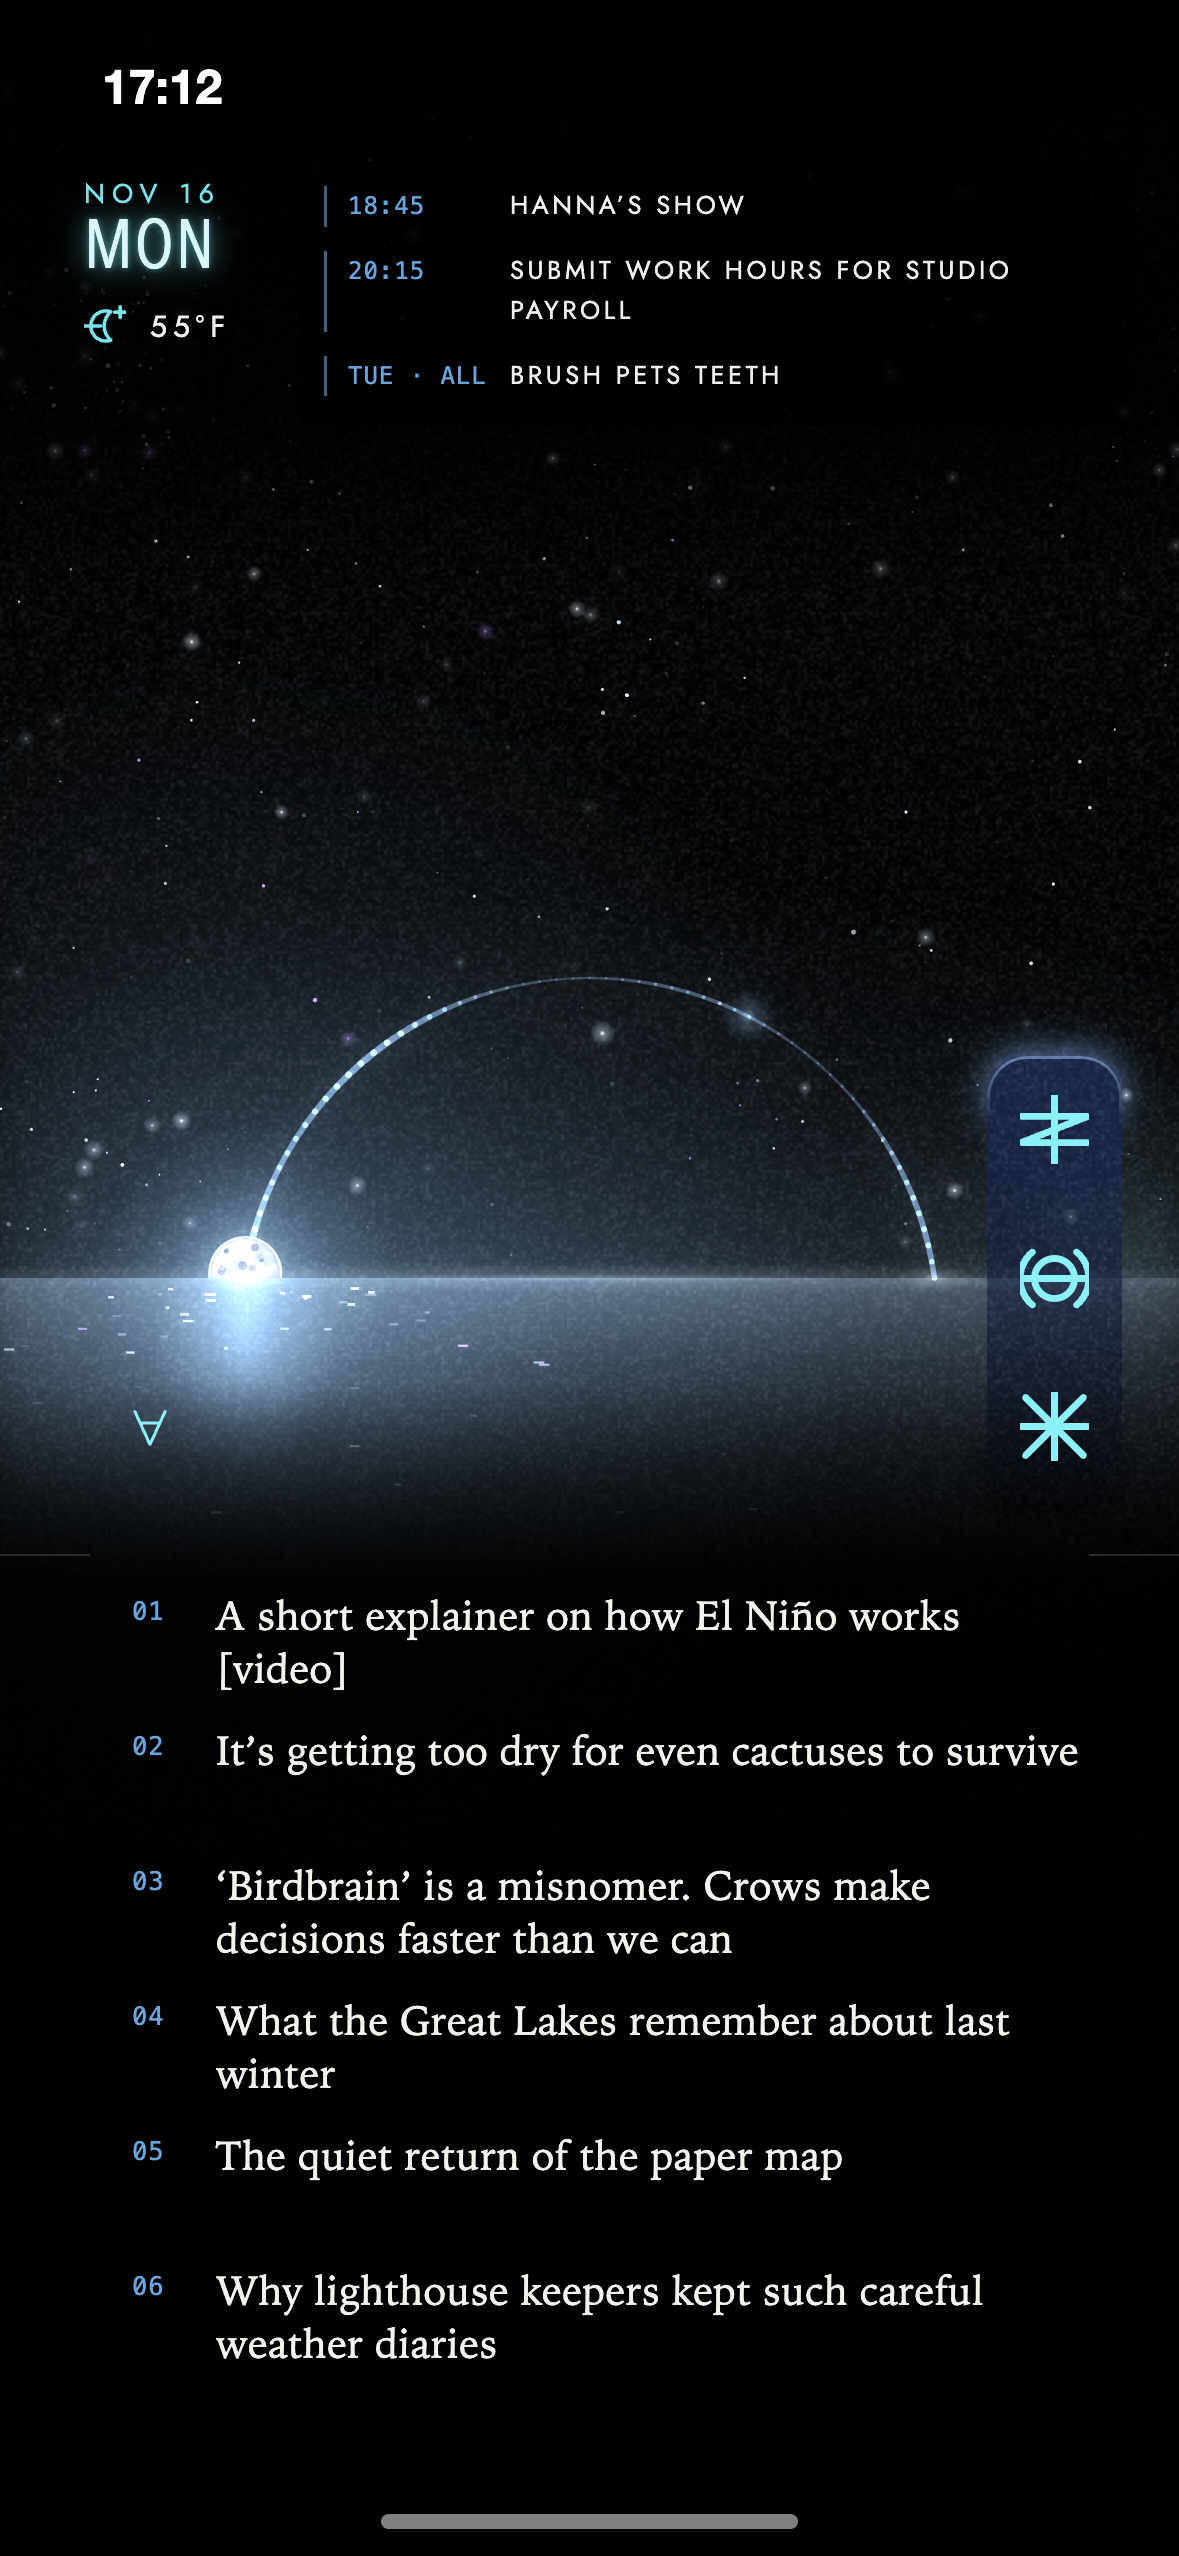 17:12
NOV 16
MON
55°F
18:45 HANNA’S SHOW
20:15 SUBMIT WORK HOURS FOR STUDIO
PAYROLL
TUE · ALL BRUSH PETS TEETH
∀
01 A short explainer on how El Niño works
[video]
02 It’s getting too dry for even cactuses to survive
03 ‘Birdbrain’ is a misnomer. Crows make
decisions faster than we can
04 What the Great Lakes remember about last
winter
05 The quiet return of the paper map
06 Why lighthouse keepers kept such careful
weather diaries